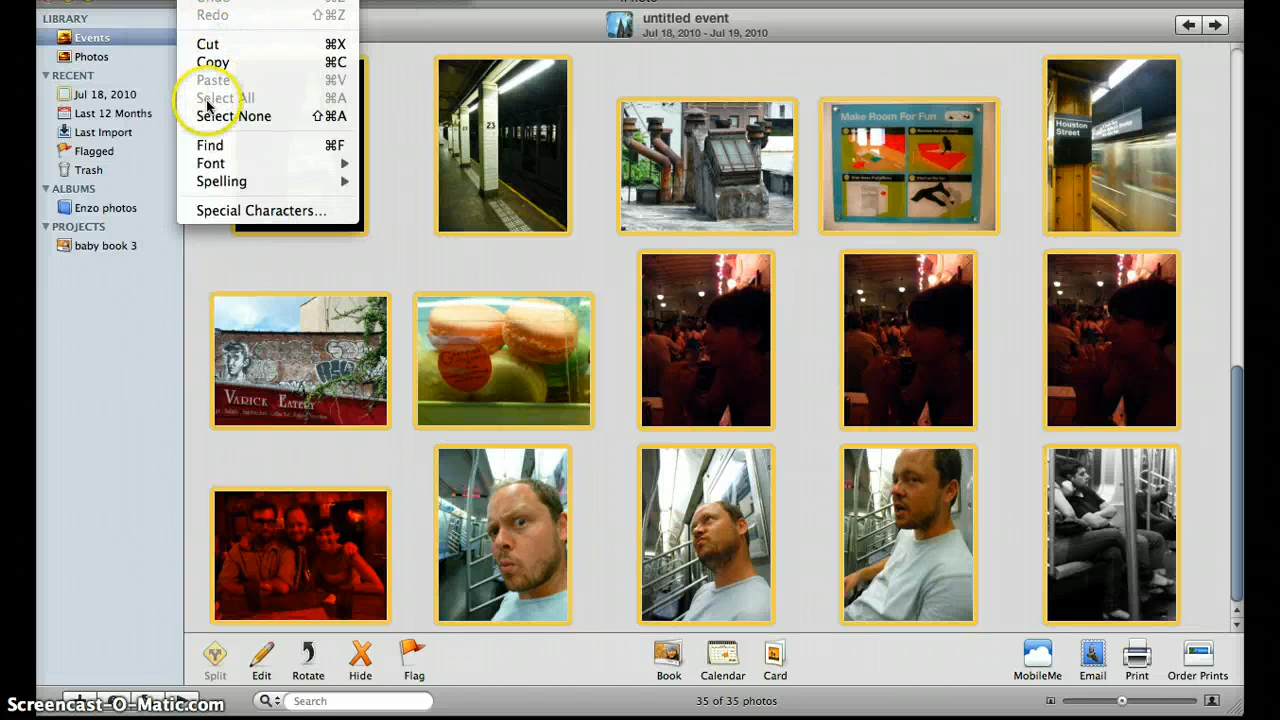 LIBRARY
Events
Photos
RECENT
Jul 18, 2010
Last 12 Months
Last Import
Flagged
Trash
ALBUMS
Enzo photos
PROJECTS
baby book 3
Redo ⇧⌘Z
Cut ⌘X
Copy ⌘C
Paste ⌘V
Select All ⌘A
Select None ⇧⌘A
Find ⌘F
Font
Spelling
Special Characters...
untitled event
Jul 18, 2010 - Jul 19, 2010
23
Make Room For Fun
Houston
Street
VARICK EATERY
Split
Edit
Rotate
Hide
Flag
Book
Calendar
Card
MobileMe
Email
Print
Order Prints
Search
35 of 35 photos
Screencast-O-Matic.com